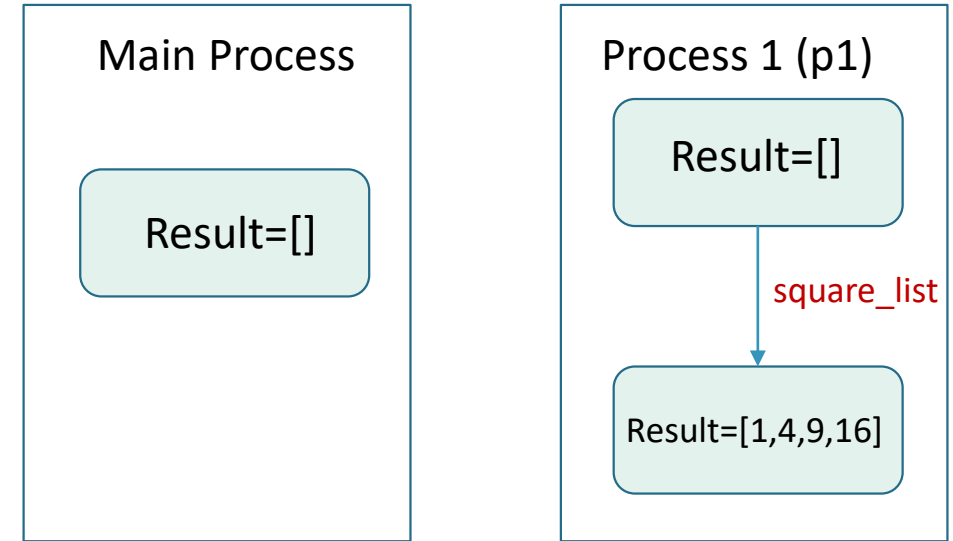 Main Process
Result=[]
Process 1 (p1)
Result=[]
square_list
Result=[1,4,9,16]